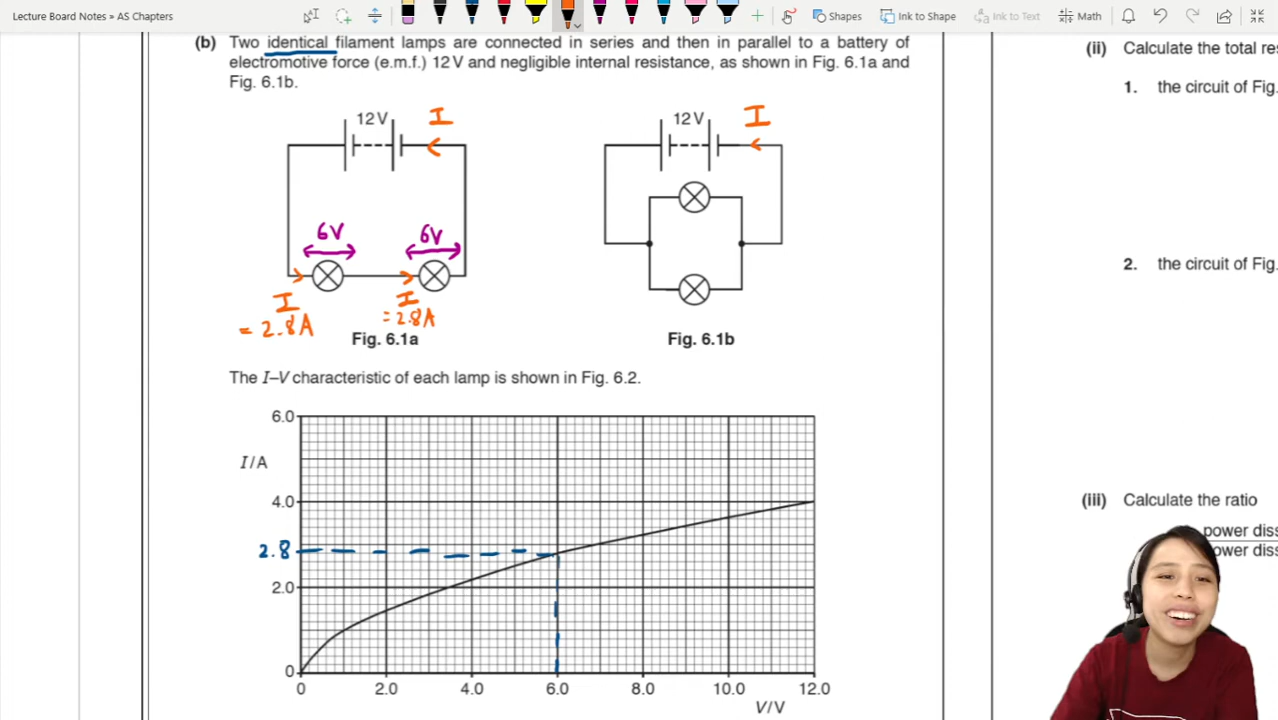 Lecture Board Notes » AS Chapters
Shapes
Ink to Shape
Ink to Text
Math
(b) Two identical filament lamps are connected in series and then in parallel to a battery of
electromotive force (e.m.f.) 12 V and negligible internal resistance, as shown in Fig. 6.1a and
Fig. 6.1b.
12 V
I
6V
6V
I
= 2.8A
I
= 2.8A
Fig. 6.1a
12 V
I
Fig. 6.1b
The I–V characteristic of each lamp is shown in Fig. 6.2.
6.0
I/A
4.0
2.8
2.0
0
0 2.0 4.0 6.0 8.0 10.0 12.0
V/V
(ii) Calculate the total
1. the circuit of Fig.
2. the circuit of Fig.
(iii) Calculate the ratio
power